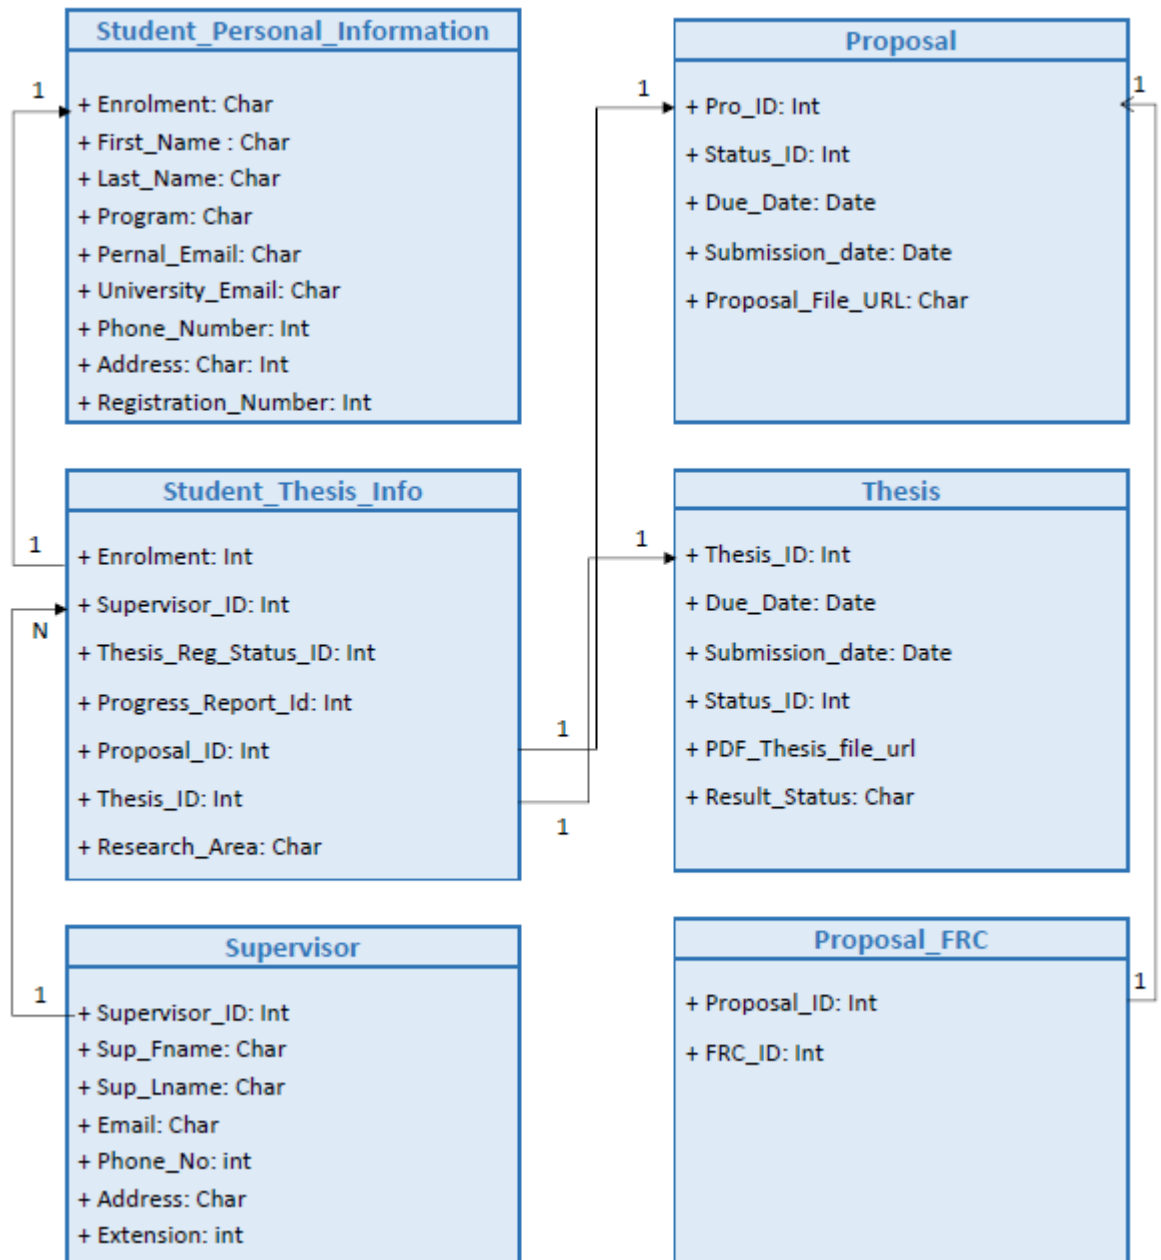 Student_Personal_Information
1
+ Enrolment: Char
+ First_Name : Char
+ Last_Name: Char
+ Program: Char
+ Pernal_Email: Char
+ University_Email: Char
+ Phone_Number: Int
+ Address: Char: Int
+ Registration_Number: Int
Proposal
1
1
+ Pro_ID: Int
+ Status_ID: Int
+ Due_Date: Date
+ Submission_date: Date
+ Proposal_File_URL: Char
Student_Thesis_Info
1
+ Enrolment: Int
+ Supervisor_ID: Int
N
+ Thesis_Reg_Status_ID: Int
+ Progress_Report_Id: Int
+ Proposal_ID: Int
1
+ Thesis_ID: Int
1
+ Research_Area: Char
Thesis
1
+ Thesis_ID: Int
+ Due_Date: Date
+ Submission_date: Date
+ Status_ID: Int
+ PDF_Thesis_file_url
+ Result_Status: Char
Supervisor
1
+ Supervisor_ID: Int
+ Sup_Fname: Char
+ Sup_Lname: Char
+ Email: Char
+ Phone_No: int
+ Address: Char
+ Extension: int
Proposal_FRC
1
+ Proposal_ID: Int
+ FRC_ID: Int